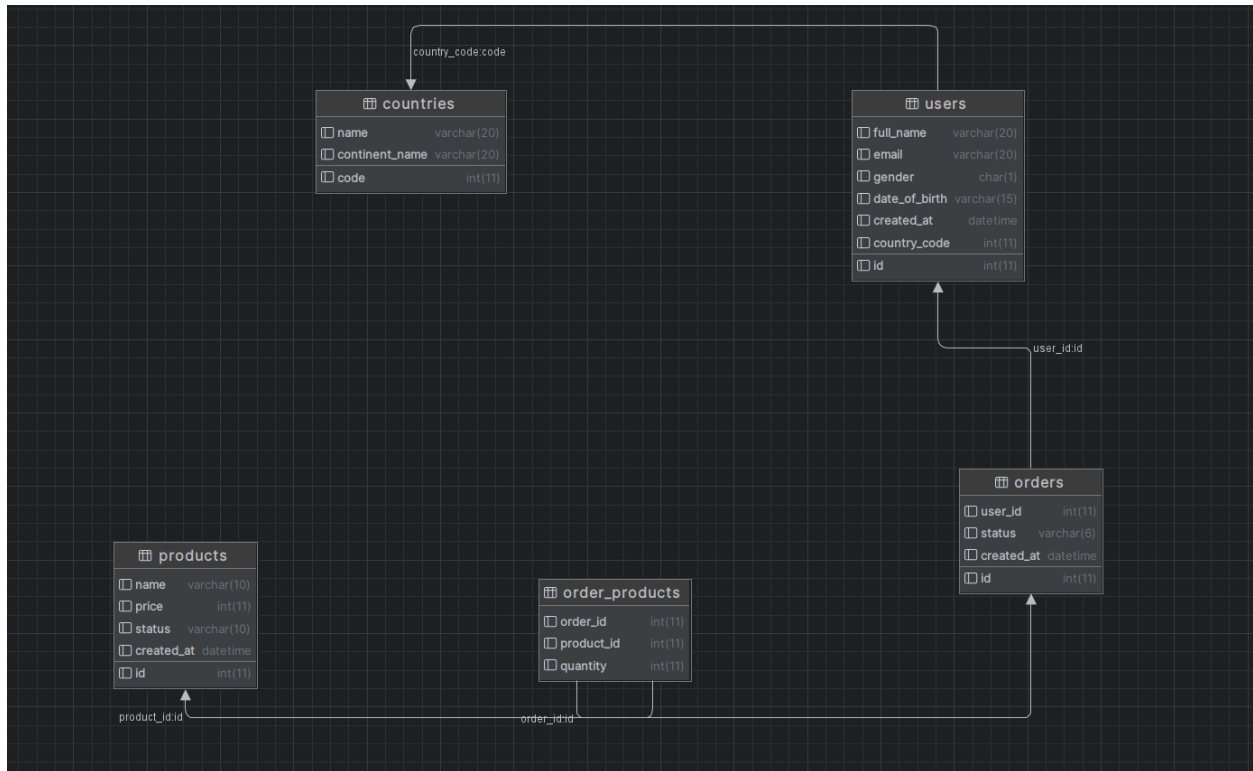 country_code:code
countries
name varchar(20)
continent_name varchar(20)
code int(11)
users
full_name varchar(20)
email varchar(20)
gender char(1)
date_of_birth varchar(15)
created_at datetime
country_code int(11)
id int(11)
user_id:id
orders
user_id int(11)
status varchar(6)
created_at datetime
id int(11)
products
name varchar(10)
price int(11)
status varchar(10)
created_at datetime
id int(11)
order_products
order_id int(11)
product_id int(11)
quantity int(11)
product_id:id
order_id:id